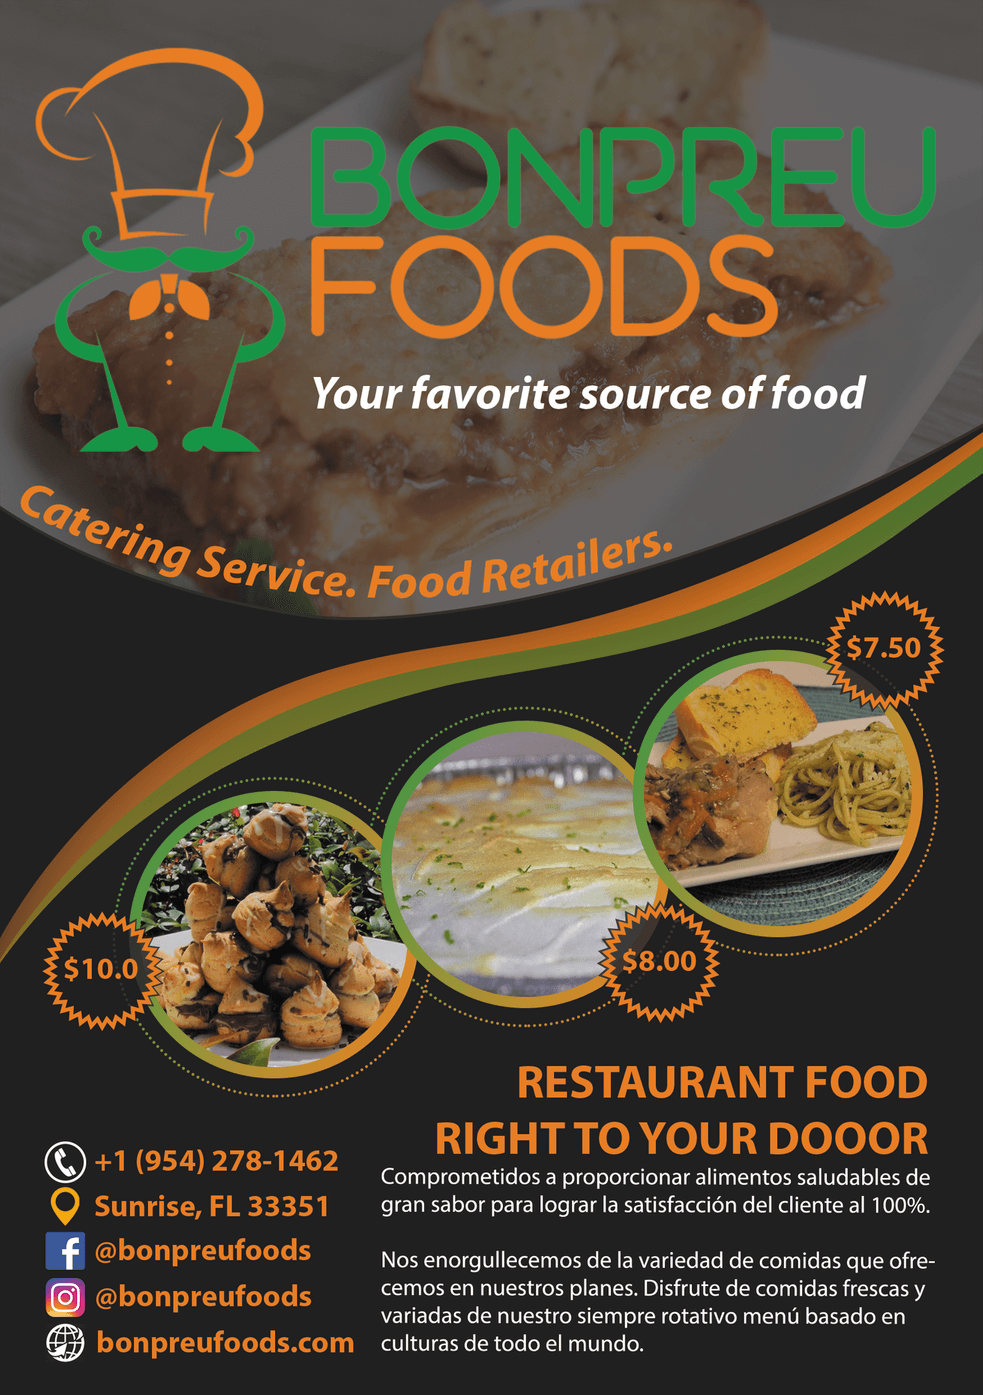 BONPREU
FOODS
Your favorite source of food
Catering Service. Food Retailers.
$7.50
$10.0
$8.00
RESTAURANT FOOD
RIGHT TO YOUR DOOOR
Comprometidos a proporcionar alimentos saludables de
gran sabor para lograr la satisfacción del cliente al 100%.
Nos enorgullecemos de la variedad de comidas que ofre-
cemos en nuestros planes. Disfrute de comidas frescas y
variadas de nuestro siempre rotativo menú basado en
culturas de todo el mundo.
+1 (954) 278-1462
Sunrise, FL 33351
@bonpreufoods
@bonpreufoods
bonpreufoods.com